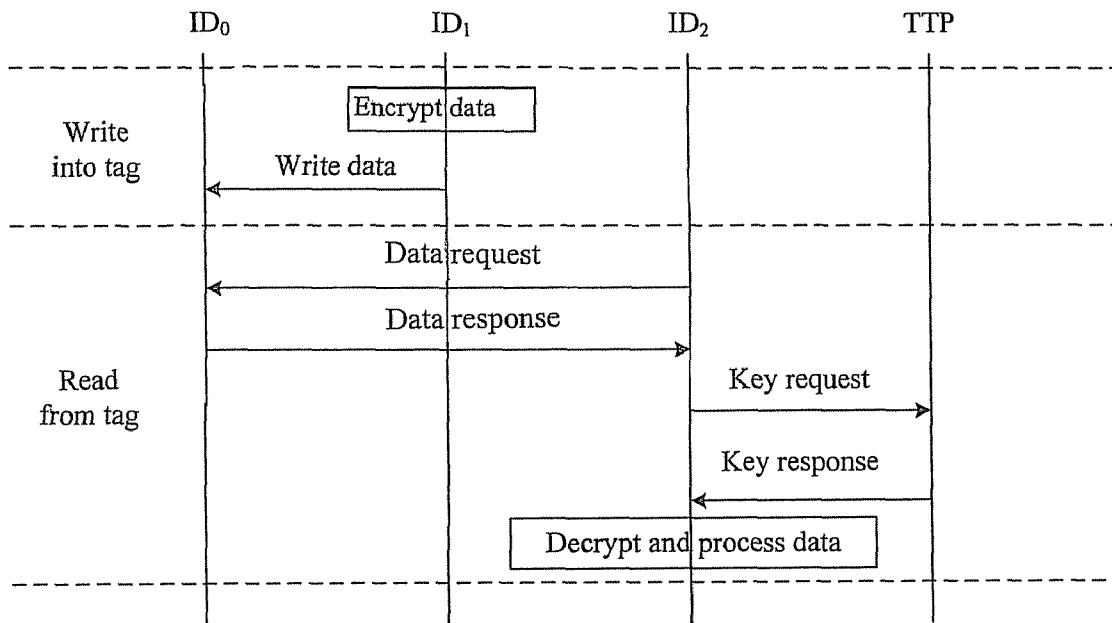 ID₀ ID₁ ID₂ TTP
Encrypt data
Write
into tag
Write data
Data request
Data response
Read
from tag
Key request
Key response
Decrypt and process data